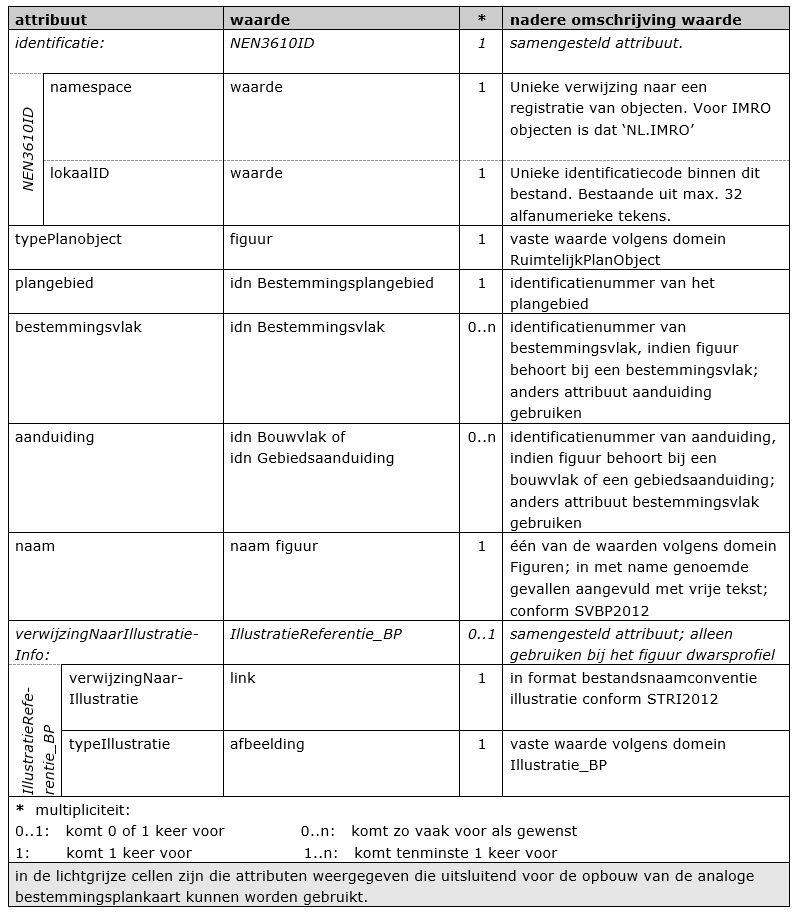 attribuut waarde * nadere omschrijving waarde
identificatie: NEN3610ID 1 samengesteld attribuut.
NEN3610ID
namespace waarde 1 Unieke verwijzing naar een
registratie van objecten. Voor IMRO
objecten is dat ‘NL.IMRO’
lokaalID waarde 1 Unieke identificatiecode binnen dit
bestand. Bestaande uit max. 32
alfanumerieke tekens.
typePlanobject figuur 1 vaste waarde volgens domein
RuimtelijkPlanObject
plangebied idn Bestemmingsplangebied 1 identificatienummer van het
plangebied
bestemmingsvlak idn Bestemmingsvlak 0..n identificatienummer van
bestemmingsvlak, indien figuur
behoort bij een bestemmingsvlak;
anders attribuut aanduiding
gebruiken
aanduiding idn Bouwvlak of 0..n identificatienummer van aanduiding,
idn Gebiedsaanduiding indien figuur behoort bij een
bouwvlak of een gebiedsaanduiding;
anders attribuut bestemmingsvlak
gebruiken
naam naam figuur 1 één van de waarden volgens domein
Figuren; in met name genoemde
gevallen aangevuld met vrije tekst;
conform SVBP2012
verwijzingNaarIllustratie- IllustratieReferentie_BP 0..1 samengesteld attribuut; alleen
Info: gebruiken bij het figuur dwarsprofiel
IllustratieRefe-
rentie_BP
verwijzingNaar- link 1 in format bestandsnaamconventie
Illustratie illustratie conform STRI2012
typeIllustratie afbeelding 1 vaste waarde volgens domein
Illustratie_BP
* multipliciteit:
0..1: komt 0 of 1 keer voor 0..n: komt zo vaak voor als gewenst
1: komt 1 keer voor 1..n: komt tenminste 1 keer voor
in de lichtgrijze cellen zijn die attributen weergegeven die uitsluitend voor de opbouw van de analoge
bestemmingsplankaart kunnen worden gebruikt.